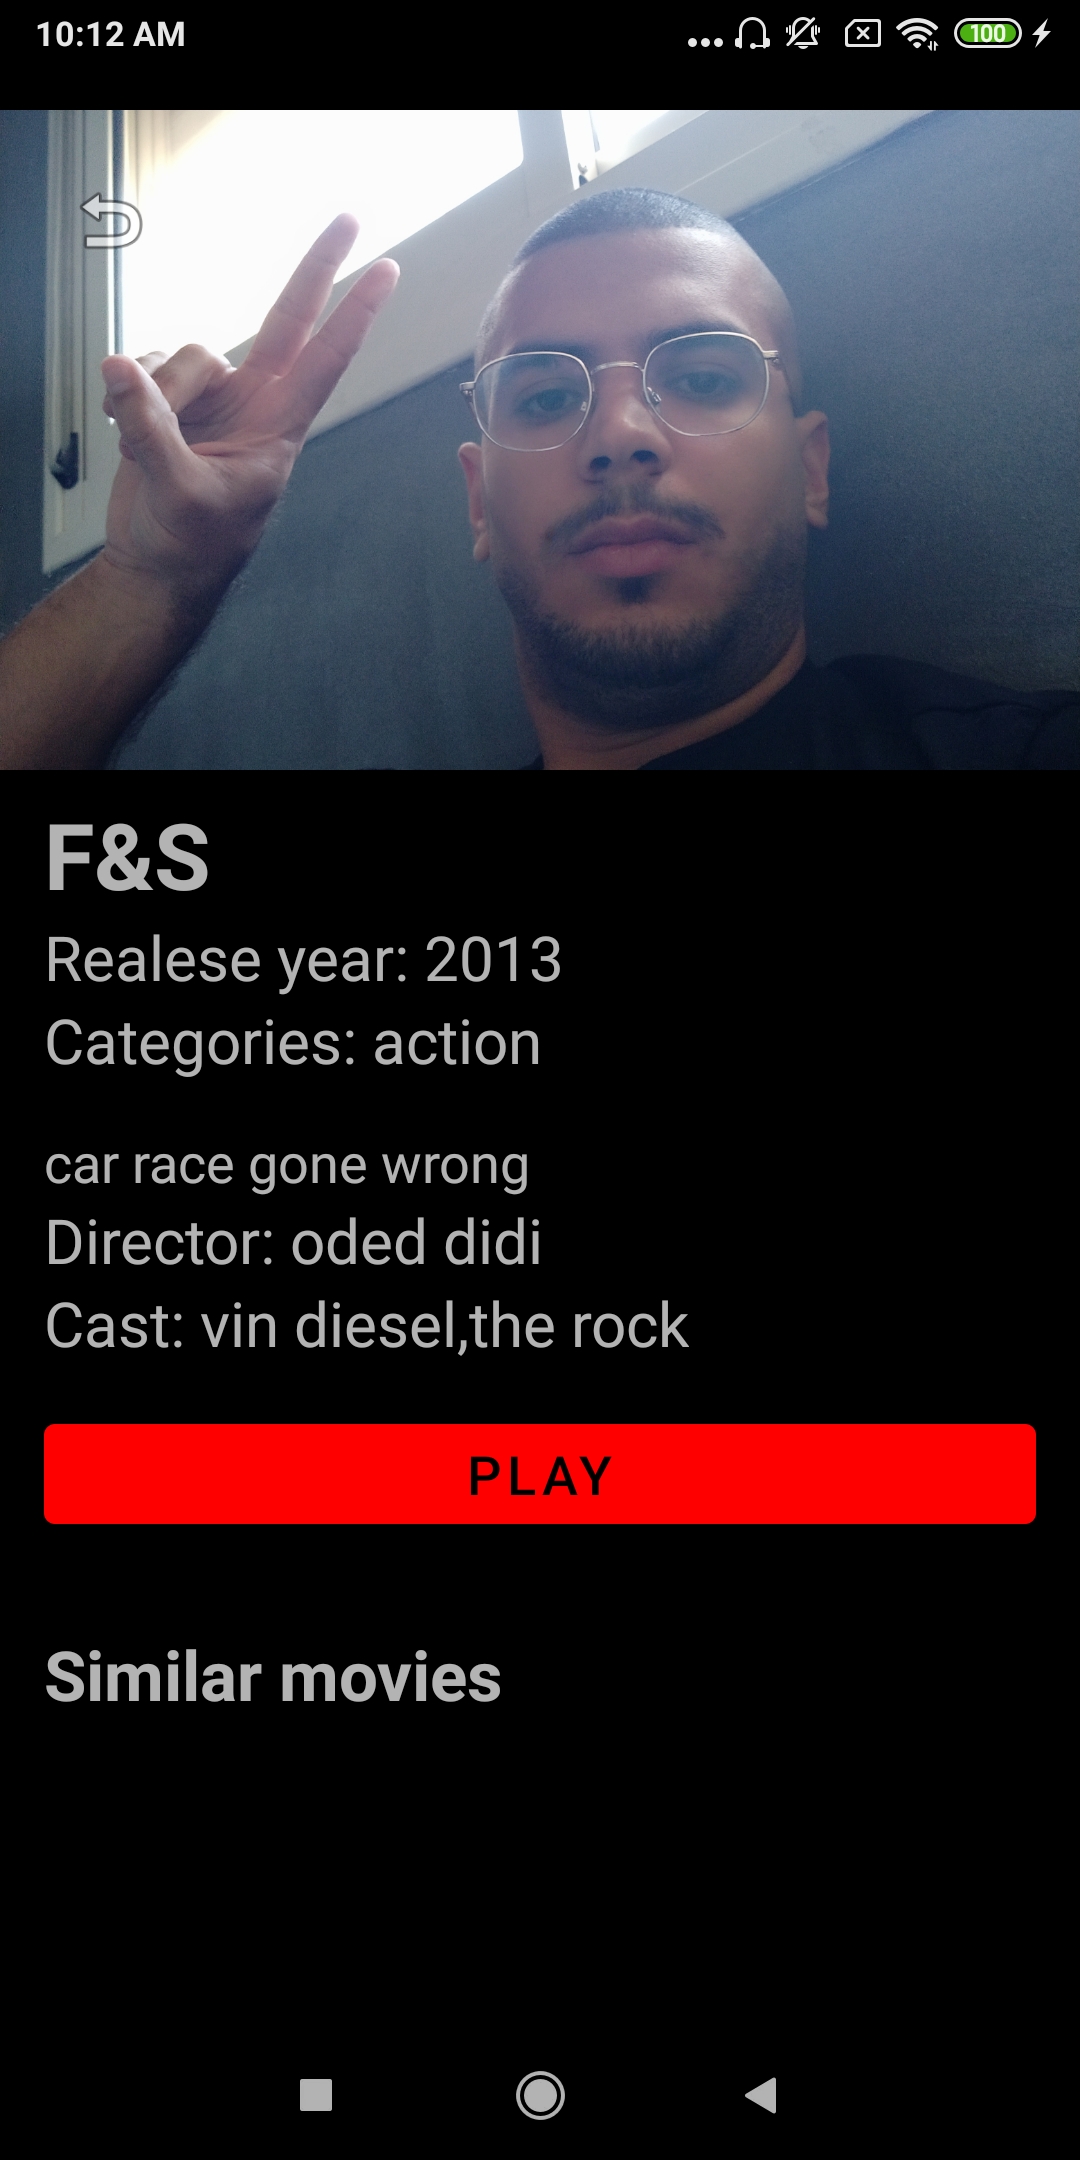 10:12 AM
100
F&S
Realese year: 2013
Categories: action
car race gone wrong
Director: oded didi
Cast: vin diesel,the rock
PLAY
Similar movies